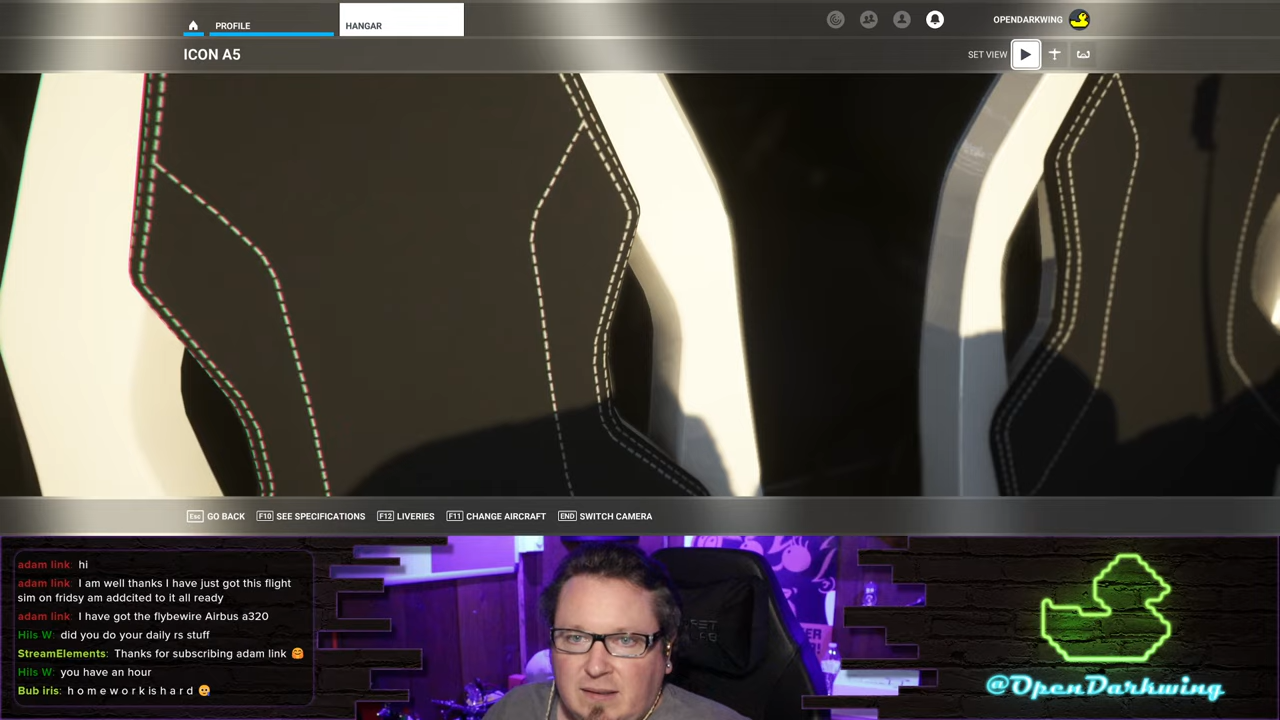 PROFILE
HANGAR
OPENDARKWING
ICON A5
SET VIEW
Esc GO BACK F10 SEE SPECIFICATIONS F12 LIVERIES F11 CHANGE AIRCRAFT END SWITCH CAMERA
adam link: hi
adam link: I am well thanks I have just got this flight
sim on fridsy am addcited to it all ready
adam link: I have got the flybewire Airbus a320
Hils W: did you do your daily rs stuff
StreamElements: Thanks for subscribing adam link 🤗
Hils W: you have an hour
Bub iris: h o m e w o r k i s h a r d 🫠
@OpenDarkwing